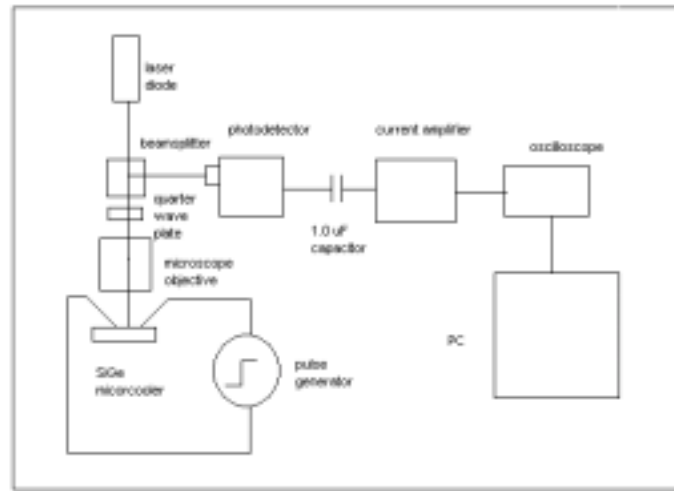 laser
diode
beamsplitter
photodetector
current amplifier
oscilloscope
quarter
wave
plate
1.0 uF
capacitor
microscope
objective
SiGe
micorcooler
pulse
generator
PC